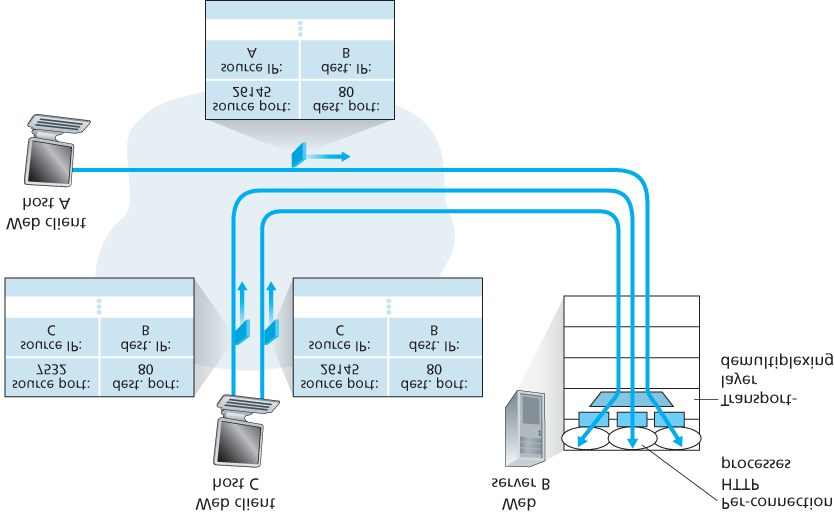 Web client
host C
Web
server B
Per-connection
HTTP
processes
Transport-
layer
demultiplexing
source port:
7532
dest. port:
80
source IP:
C
dest. IP:
B
source port:
26145
dest. port:
80
source IP:
C
dest. IP:
B
Web client
host A
source port:
26145
dest. port:
80
source IP:
A
dest. IP:
B